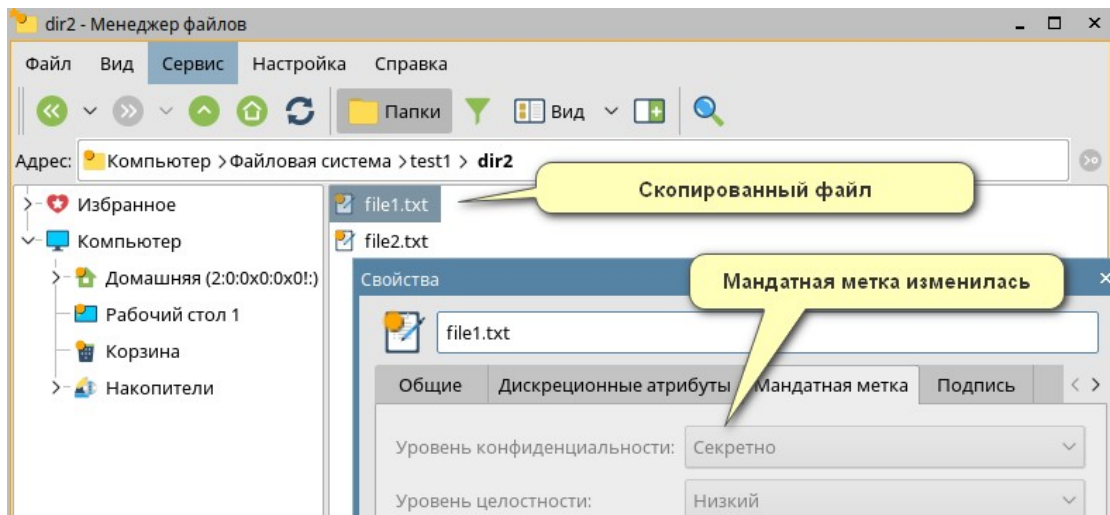 dir2 - Менеджер файлов
Файл Вид Сервис Настройка Справка
Папки Вид
Адрес: Компьютер > Файловая система > test1 > dir2
Скопированный файл
Избранное
file1.txt
Компьютер
file2.txt
Домашняя (2:0:0x0:0x0!:)
Свойства
Мандатная метка изменилась
Рабочий стол 1
file1.txt
Корзина
Накопители
Общие Дискреционные атрибуты Мандатная метка Подпись
Уровень конфиденциальности: Секретно
Уровень целостности: Низкий